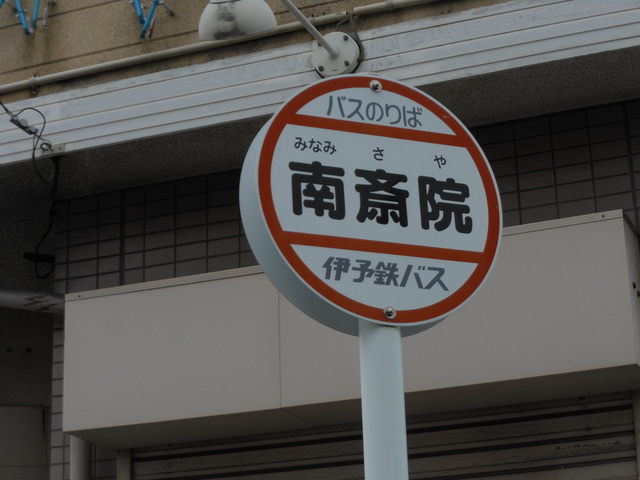 バスのりば
みなみ さ や
南斎院
伊予鉄バス